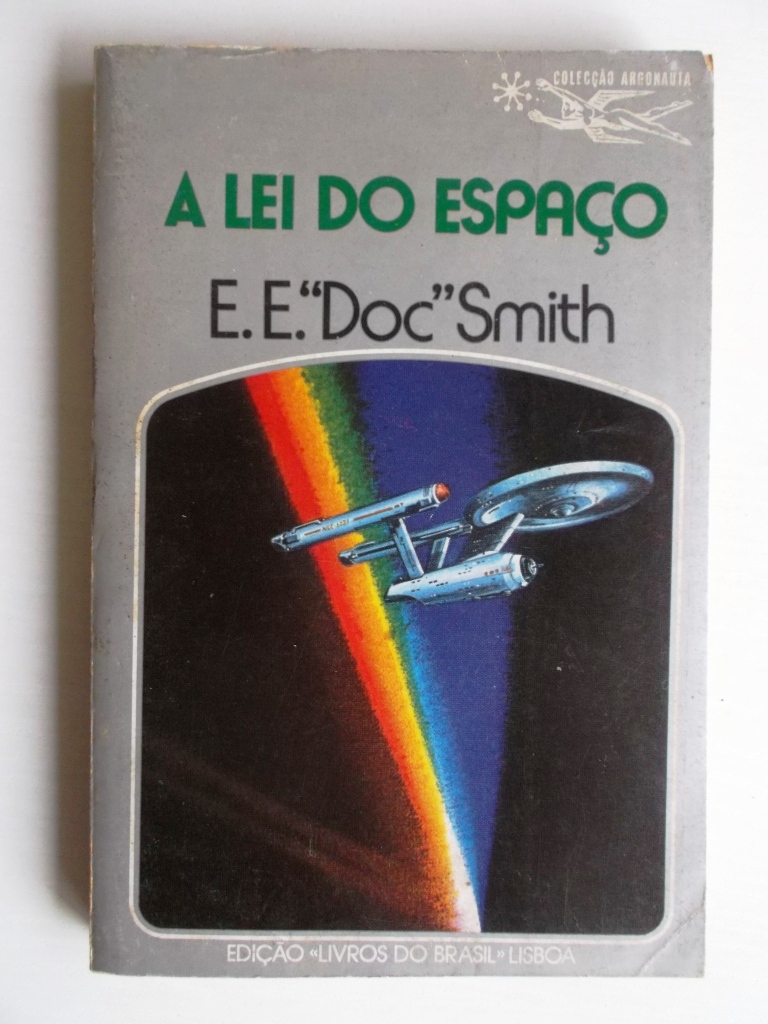 COLECÇÃO ARGONAUTA
A LEI DO ESPAÇO
E. E. "Doc" Smith
EDIÇÃO «LIVROS DO BRASIL» LISBOA